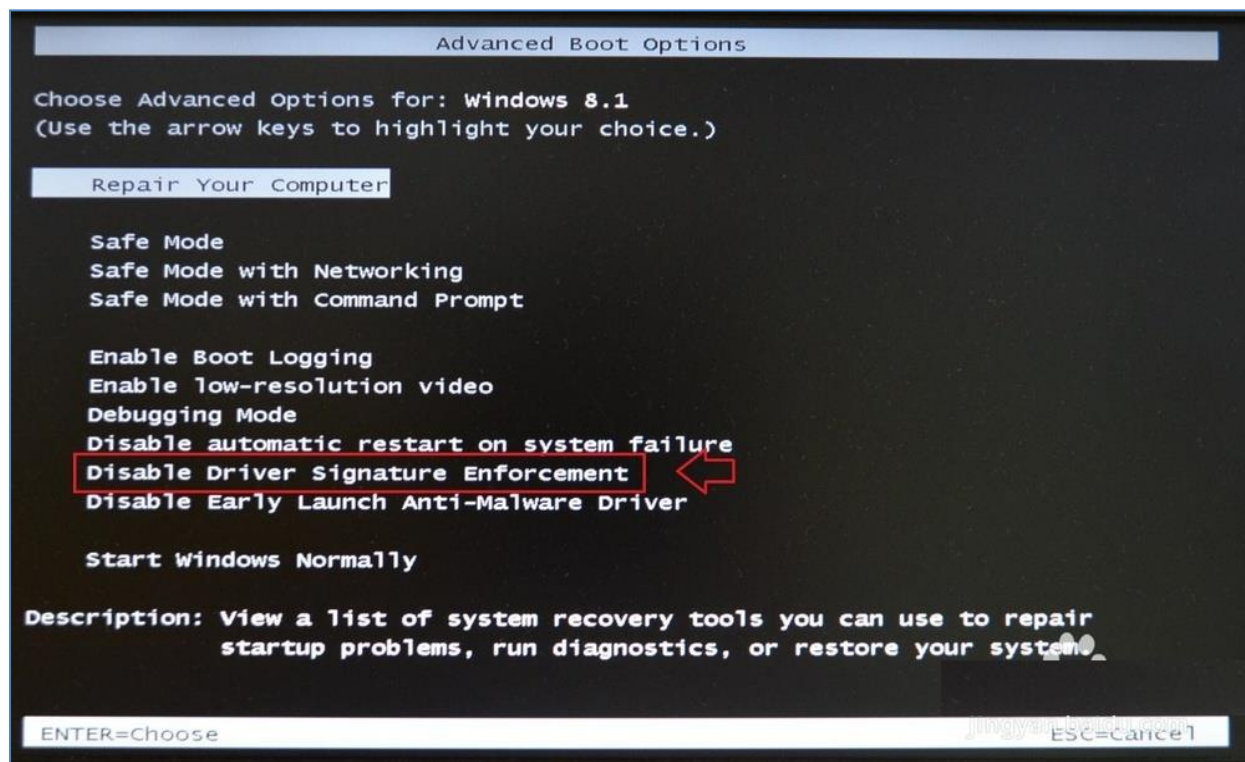 Advanced Boot Options
Choose Advanced Options for: Windows 8.1
(Use the arrow keys to highlight your choice.)
Repair Your Computer
Safe Mode
Safe Mode with Networking
Safe Mode with Command Prompt
Enable Boot Logging
Enable low-resolution video
Debugging Mode
Disable automatic restart on system failure
Disable Driver Signature Enforcement
Disable Early Launch Anti-Malware Driver
Start Windows Normally
Description: View a list of system recovery tools you can use to repair
startup problems, run diagnostics, or restore your system.
ENTER=Choose ESC=Cancel
jingyan.baidu.com